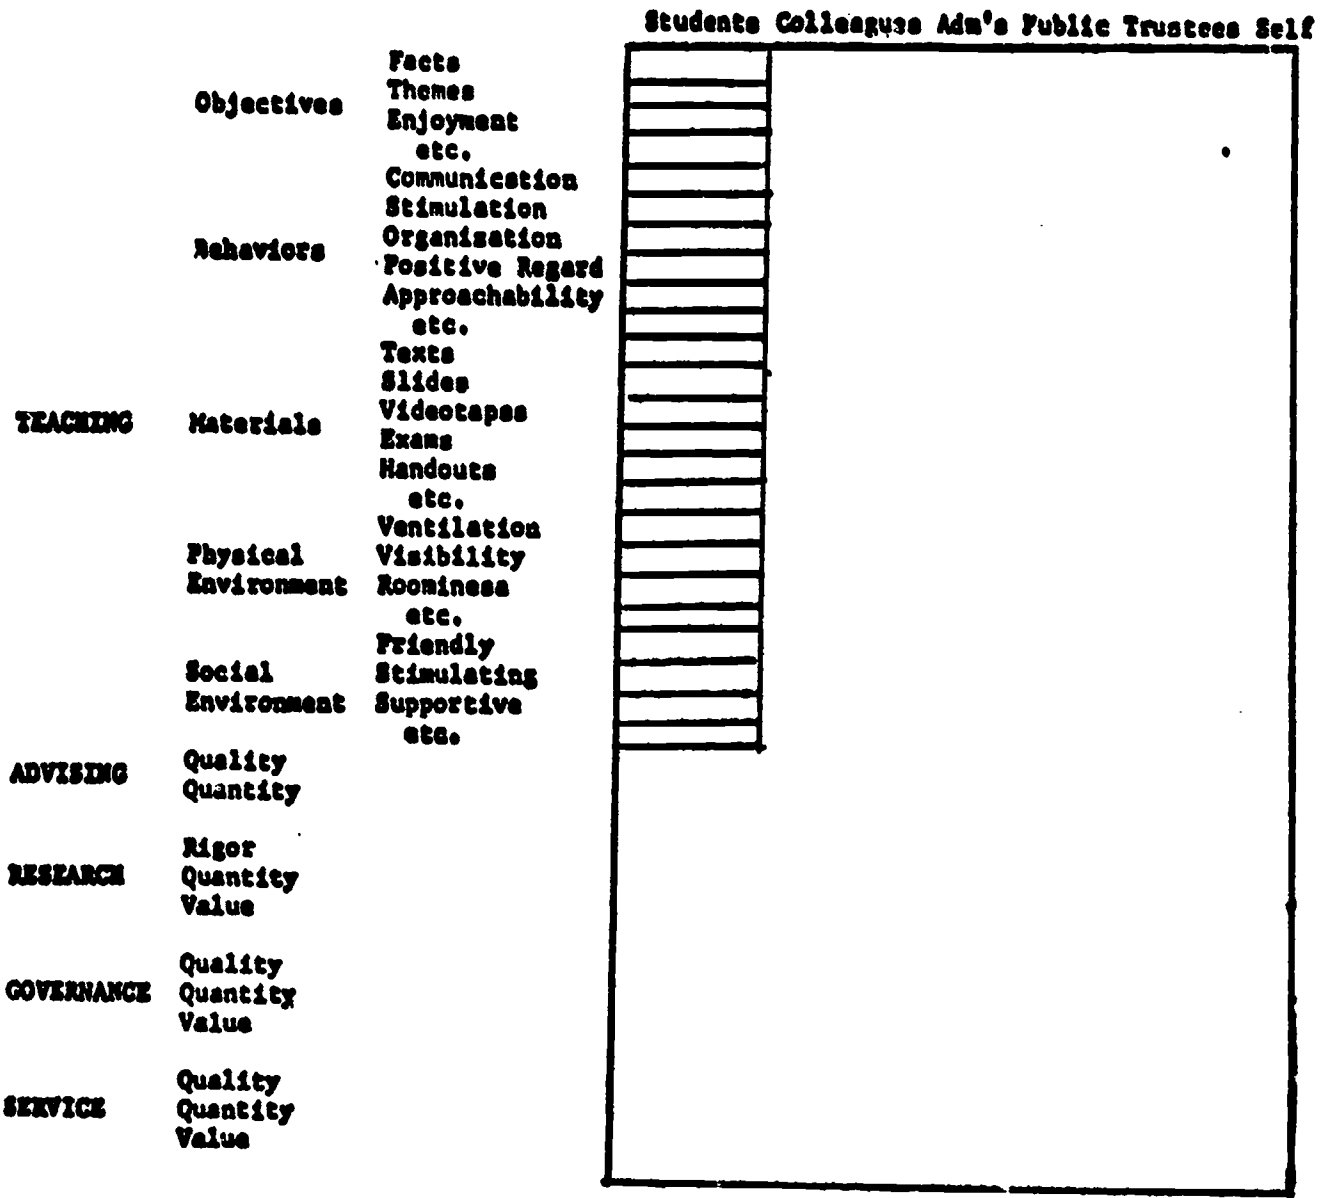 Students Colleagues Adm's Public Trustees Self
Facts
Objectives Themes
Enjoyment
etc.
Communication
Stimulation
Behaviors Organization
Positive Regard
Approachability
etc.
Texts
Slides
TEACHING Materials Videotapes
Exams
Handouts
etc.
Ventilation
Physical Visibility
Environment Roominess
etc.
Friendly
Social Stimulating
Environment Supportive
etc.
Quality
ADVISING
Quantity
Rigor
RESEARCH Quantity
Value
Quality
GOVERNANCE Quantity
Value
Quality
SERVICE Quantity
Value